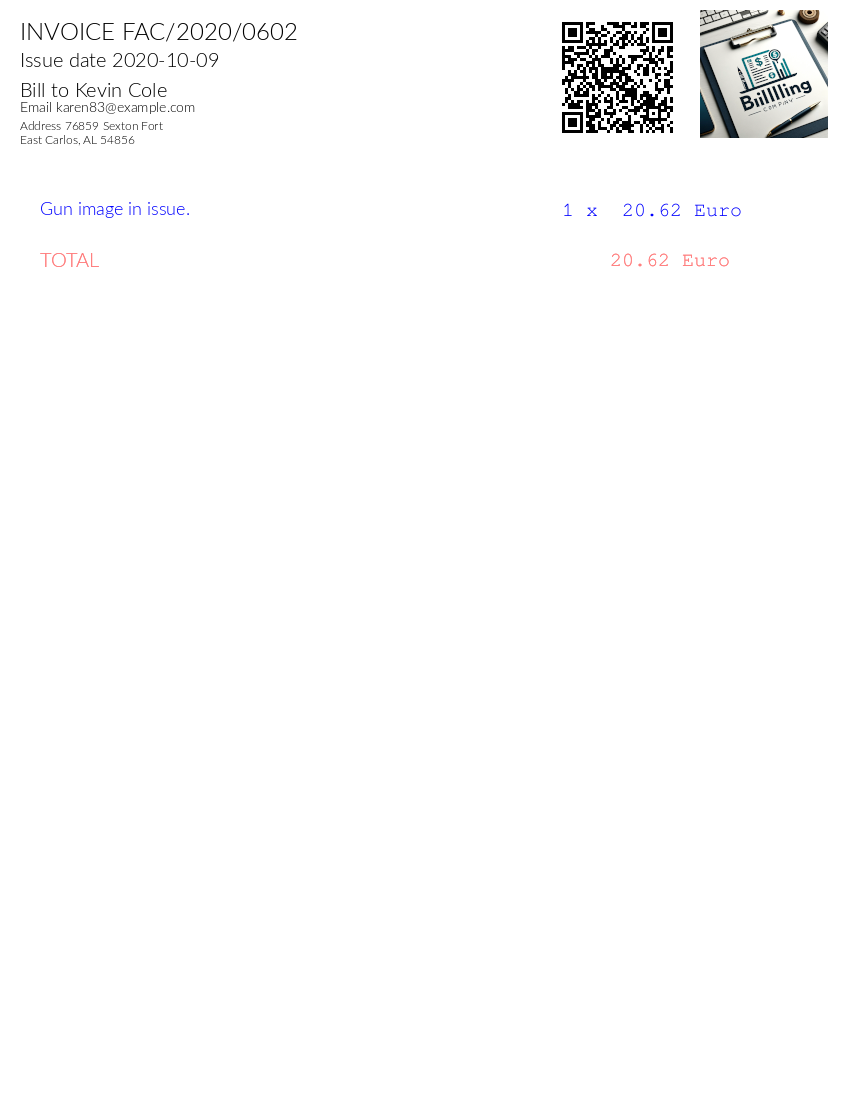 INVOICE FAC/2020/0602
Issue date 2020-10-09
Bill to Kevin Cole
Email karen83@example.com
Address 76859 Sexton Fort
East Carlos, AL 54856
Biillling
COMPANY
Gun image in issue. 1 x 20.62 Euro
TOTAL 20.62 Euro